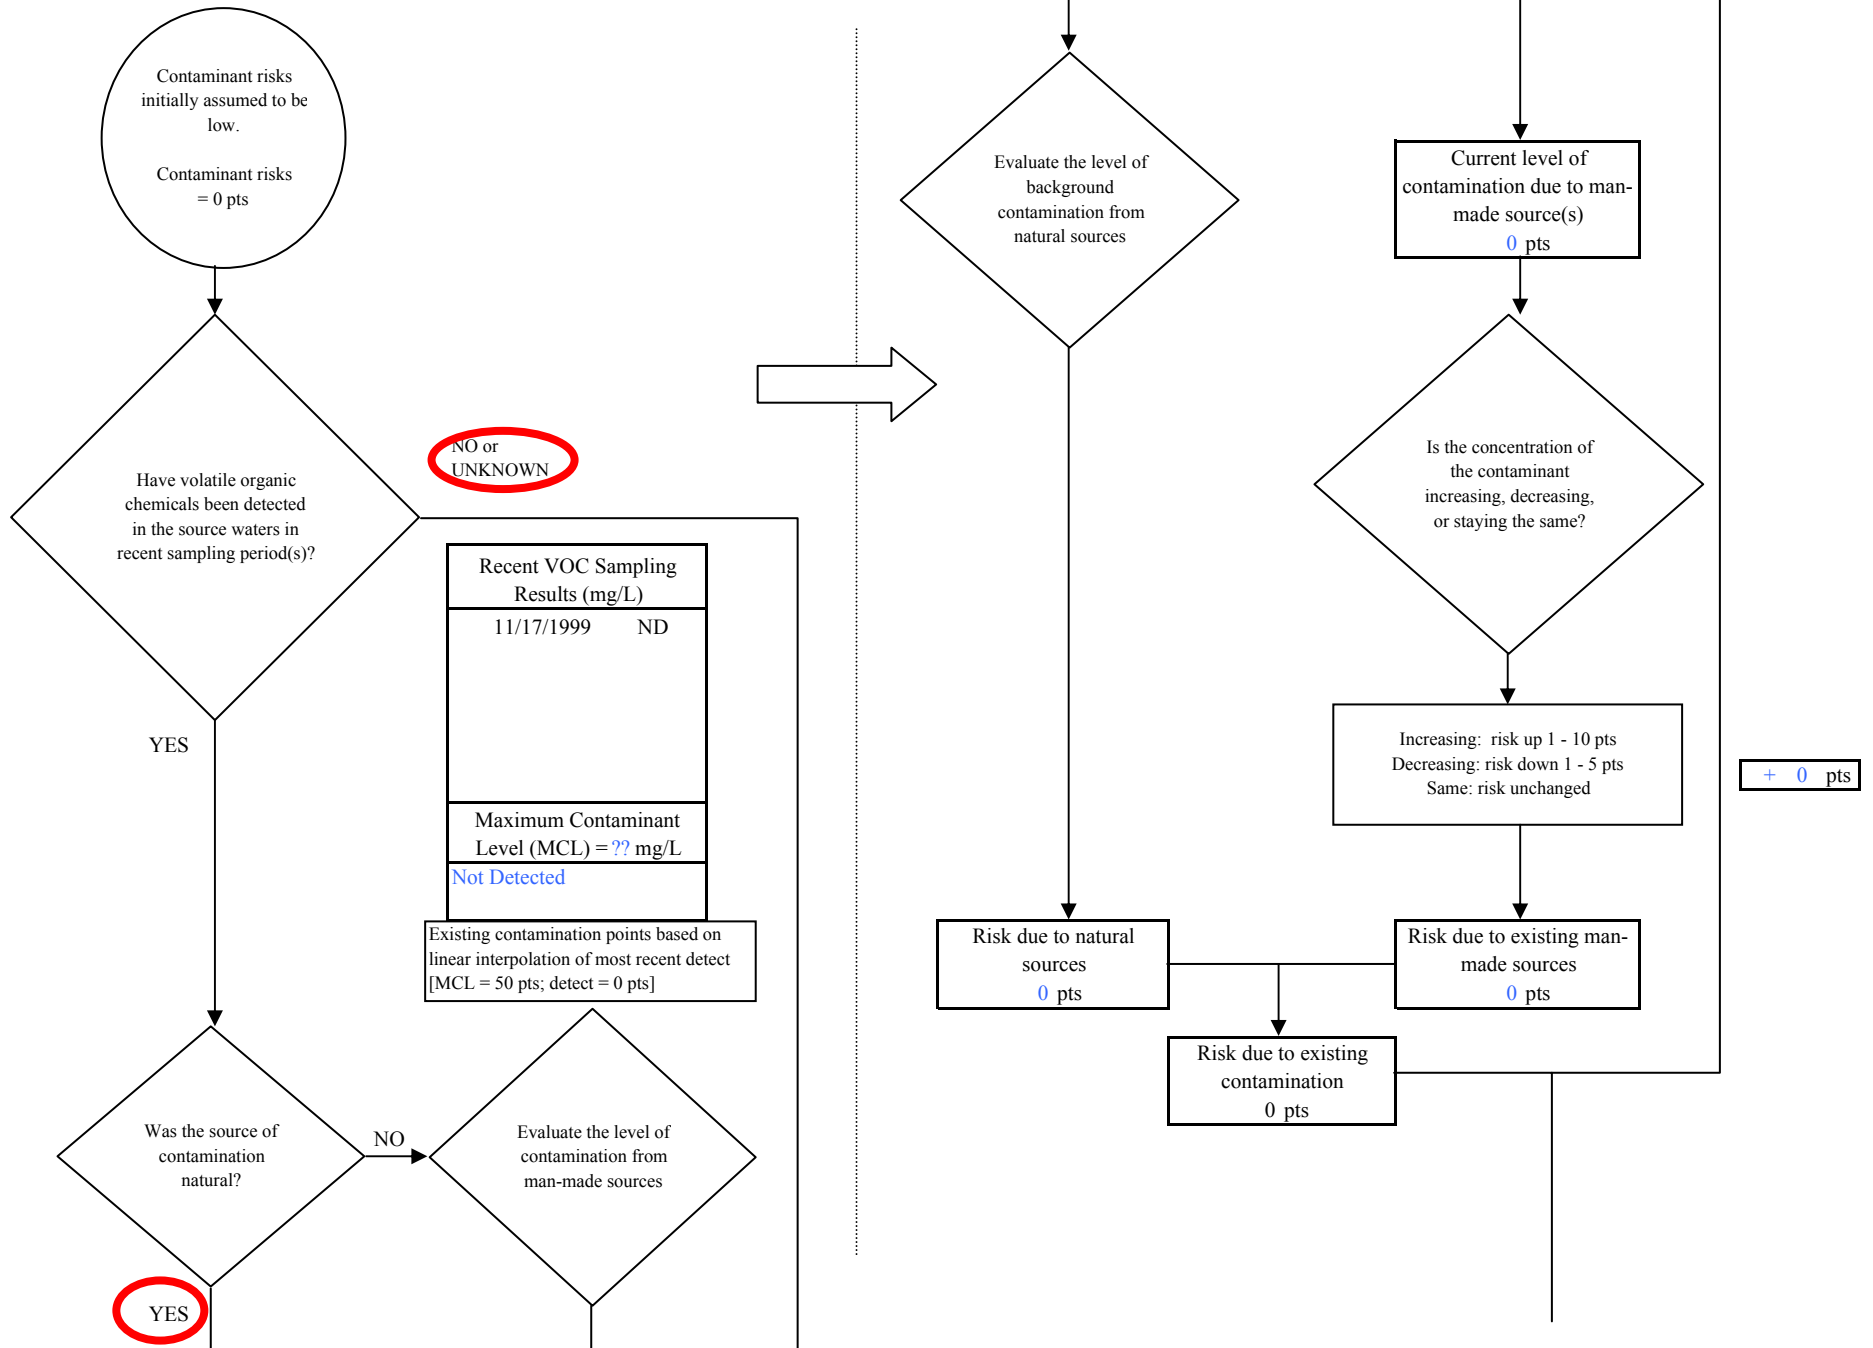 Contaminant risks
initially assumed to be
low.
Contaminant risks
= 0 pts
Have volatile organic
chemicals been detected
in the source waters in
recent sampling period(s)?
NO or
UNKNOWN
YES
Recent VOC Sampling
Results (mg/L)
11/17/1999 ND
Maximum Contaminant
Level (MCL) = ?? mg/L
Not Detected
Existing contamination points based on
linear interpolation of most recent detect
[MCL = 50 pts; detect = 0 pts]
Was the source of
contamination
natural?
NO
Evaluate the level of
contamination from
man-made sources
YES
Evaluate the level of
background
contamination from
natural sources
Current level of
contamination due to man-
made source(s)
0 pts
Is the concentration of
the contaminant
increasing, decreasing,
or staying the same?
Increasing: risk up 1 - 10 pts
Decreasing: risk down 1 - 5 pts
Same: risk unchanged
+ 0 pts
Risk due to natural
sources
0 pts
Risk due to existing man-
made sources
0 pts
Risk due to existing
contamination
0 pts